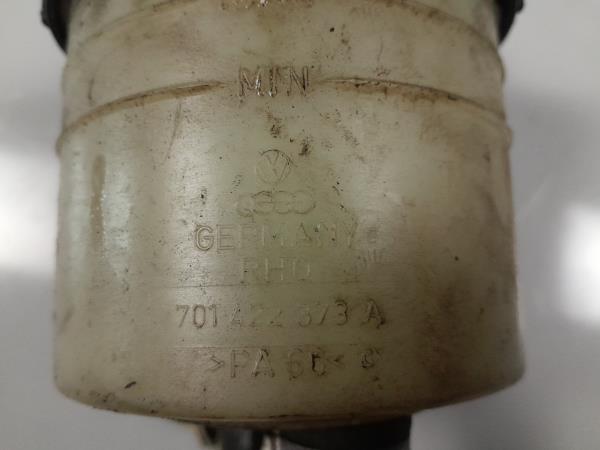 MIN
GERMANY
RHD
701 422 373 A
>PA 66<